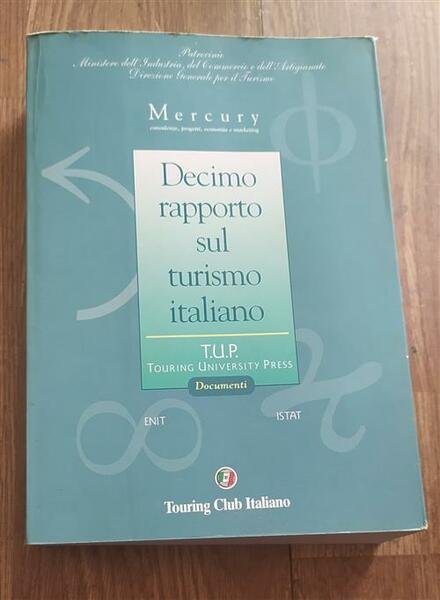 Patrocinio
Ministero dell'Industria, del Commercio e dell'Artigianato
Direzione Generale per il Turismo
Mercury
consulenze, progetti, economia e marketing
Decimo
rapporto
sul
turismo
italiano
T.U.P.
TOURING UNIVERSITY PRESS
Documenti
ENIT
ISTAT
Touring Club Italiano